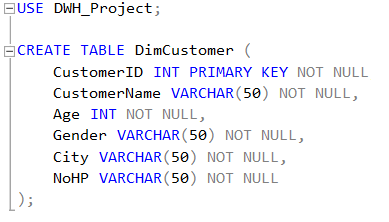 USE DWH_Project;
CREATE TABLE DimCustomer (
CustomerID INT PRIMARY KEY NOT NULL
CustomerName VARCHAR(50) NOT NULL,
Age INT NOT NULL,
Gender VARCHAR(50) NOT NULL,
City VARCHAR(50) NOT NULL,
NoHP VARCHAR(50) NOT NULL
);